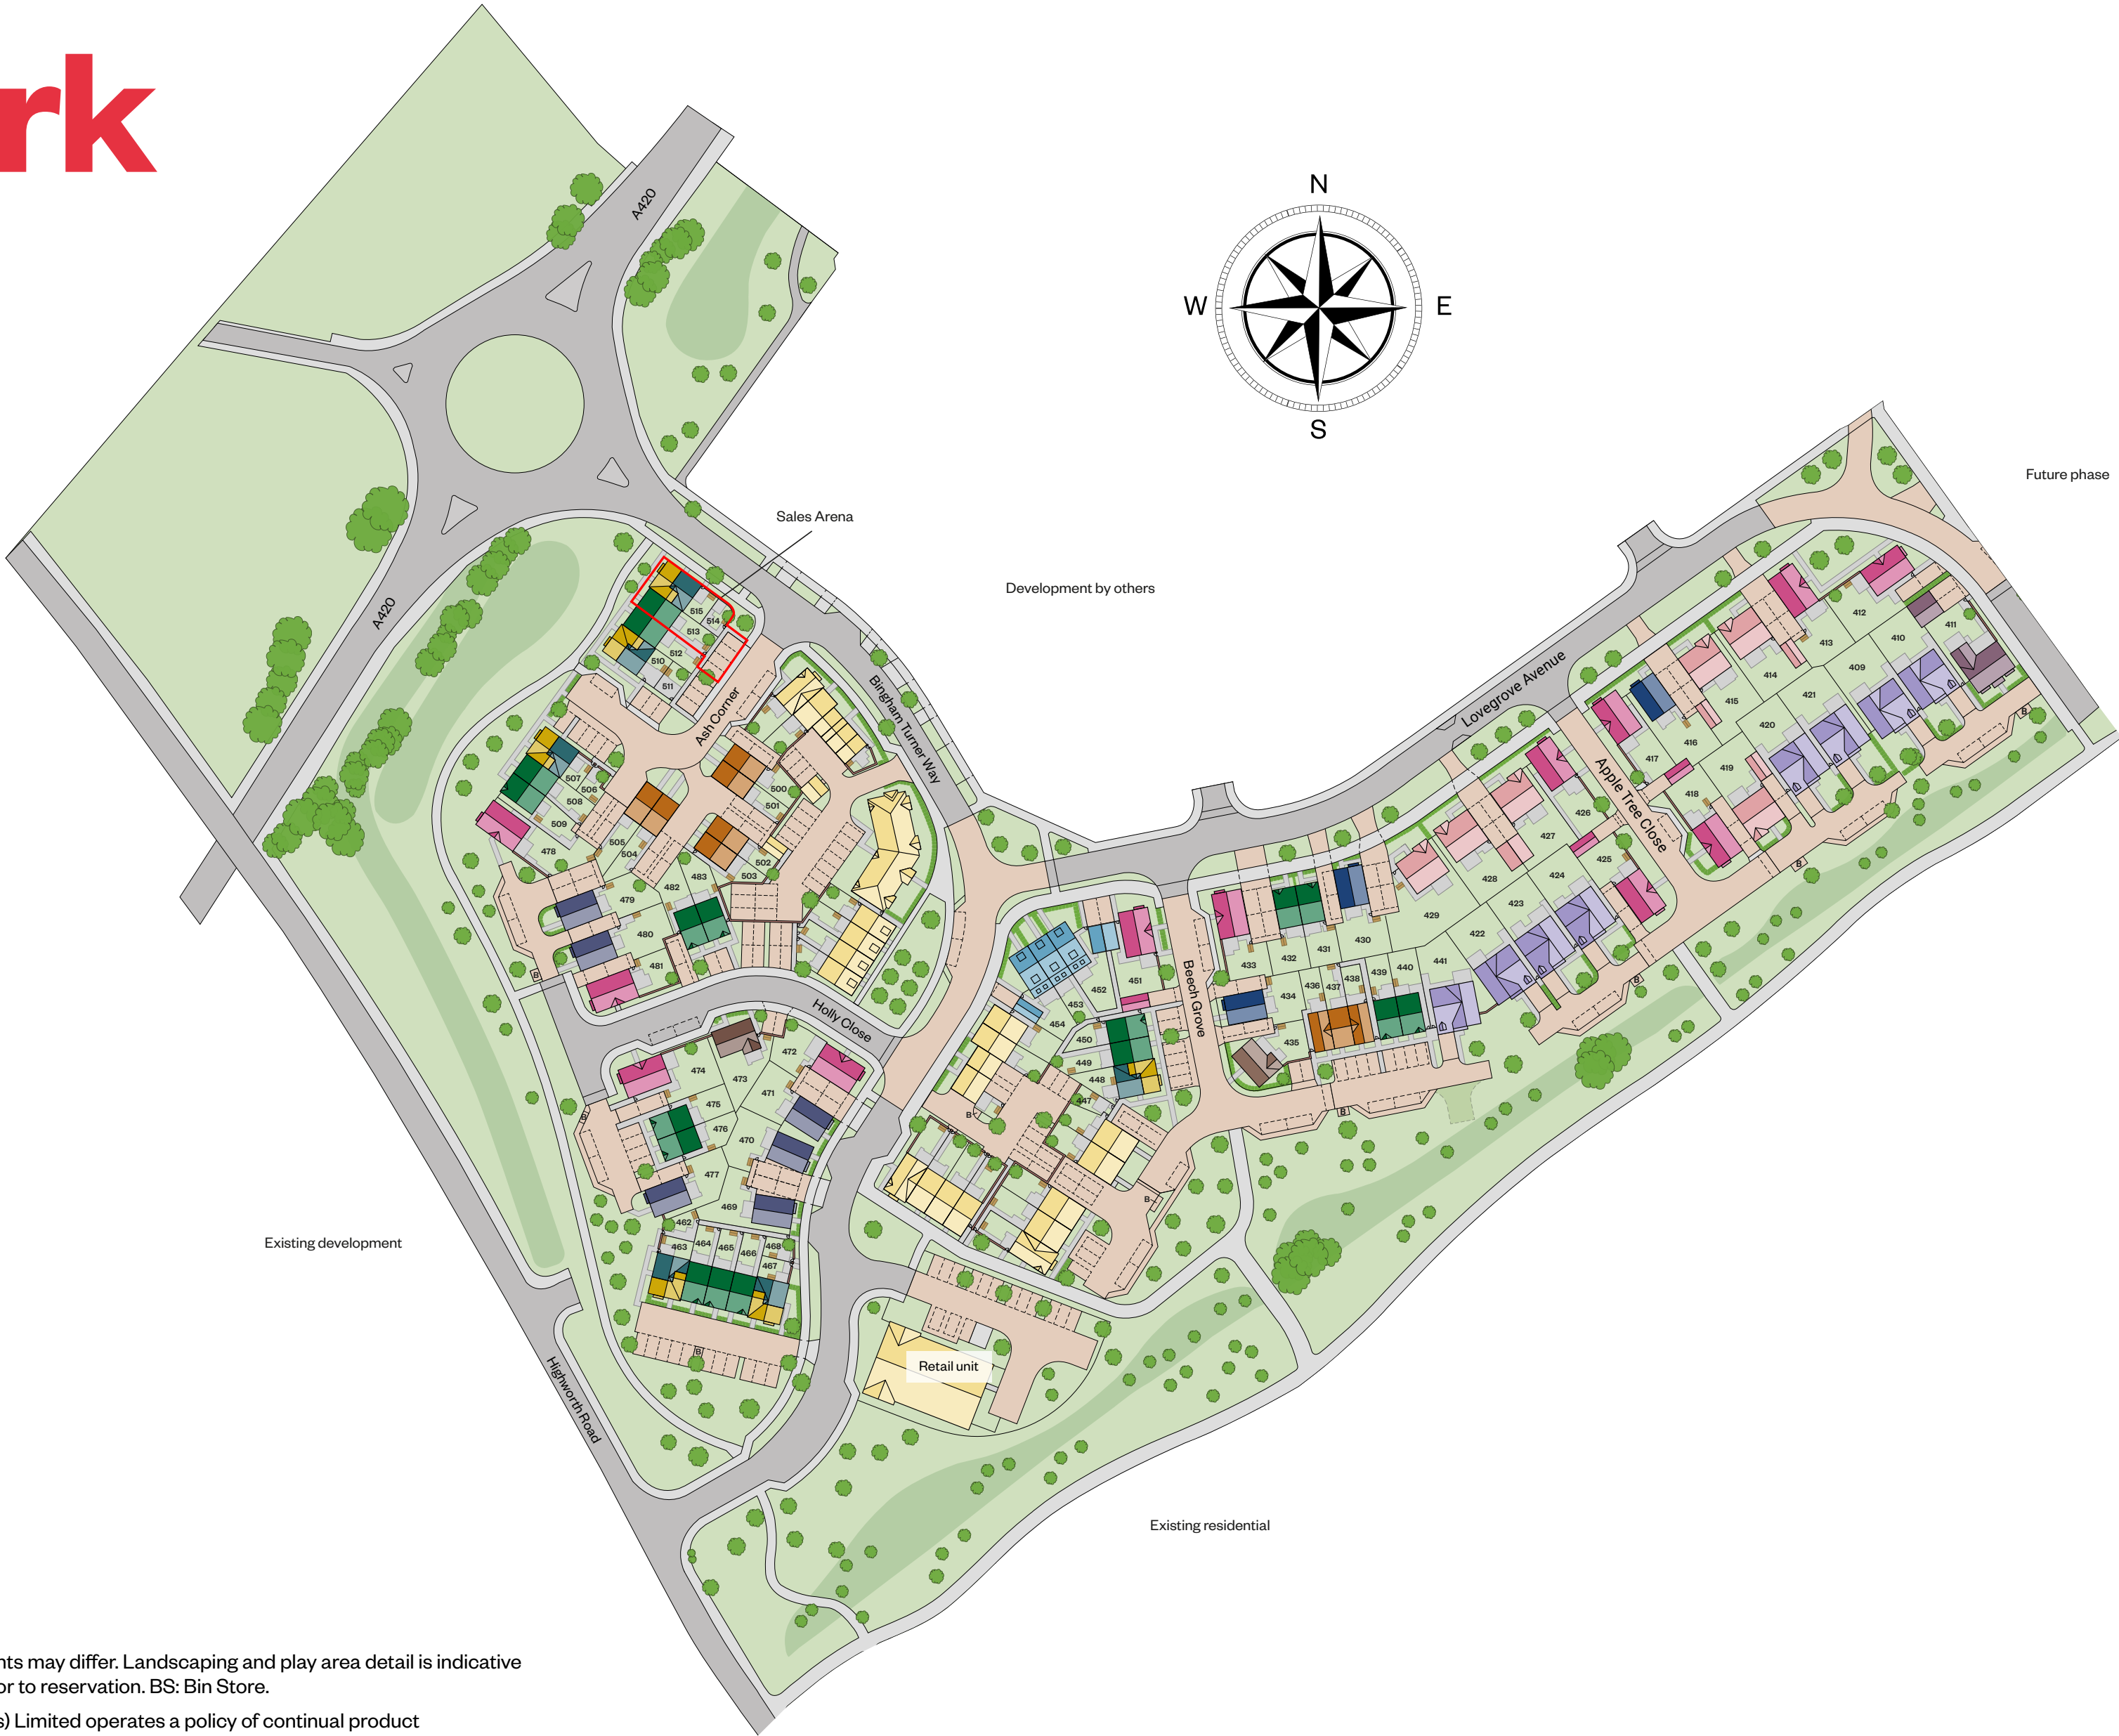 rk
N
W
E
S
A420
A420
Sales Arena
Development by others
Future phase
515
514
513
512
510
511
Ash Corner
Bingham Turner Way
Lovegrove Avenue
Apple Tree Close
Beech Grove
Holly Close
Highworth Road
412
411
413
410
414
409
415
421
420
416
417
419
418
426
427
425
424
428
423
429
422
430
431
432
433
441
440
439
438
437
436
434
435
507
506
508
509
505
504
500
501
502
503
478
483
482
479
480
481
451
452
453
454
450
449
448
447
472
474
473
471
475
476
470
477
469
462
463
464
465
466
468
467
B
B
B
B
B
B
B
B
B
Existing development
Retail unit
Existing residential
nts may differ. Landscaping and play area detail is indicative
or to reservation. BS: Bin Store.
s) Limited operates a policy of continual product